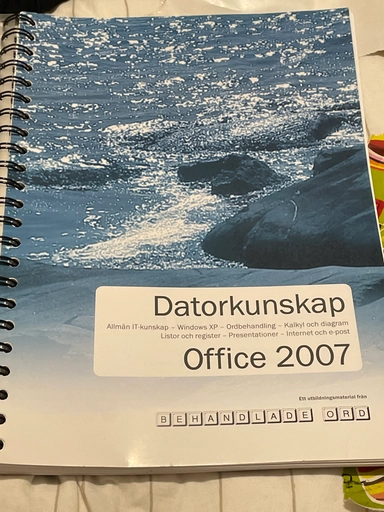 Datorkunskap
Allmän IT-kunskap – Windows XP – Ordbehandling – Kalkyl och diagram
Listor och register – Presentationer – Internet och e-post
Office 2007
Ett utbildningsmaterial från
BEHANDLADE ORD